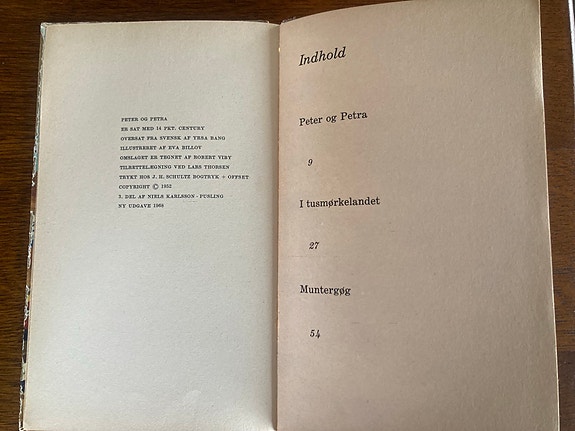 PETER OG PETRA
ER SAT MED 14 PKT. CENTURY
OVERSAT FRA SVENSK AF YRSA BANG
ILLUSTRERET AF EVA BILLOV
OMSLAGET ER TEGNET AF ROBERT VIBY
TILRETTELÆGNING VED LARS THORSEN
TRYKT HOS J. H. SCHULTZ BOGTRYK + OFFSET
COPYRIGHT © 1952
3. DEL AF NIELS KARLSSON-PUSLING
NY UDGAVE 1968
Indhold
Peter og Petra
9
I tusmørkelandet
27
Muntergøg
54